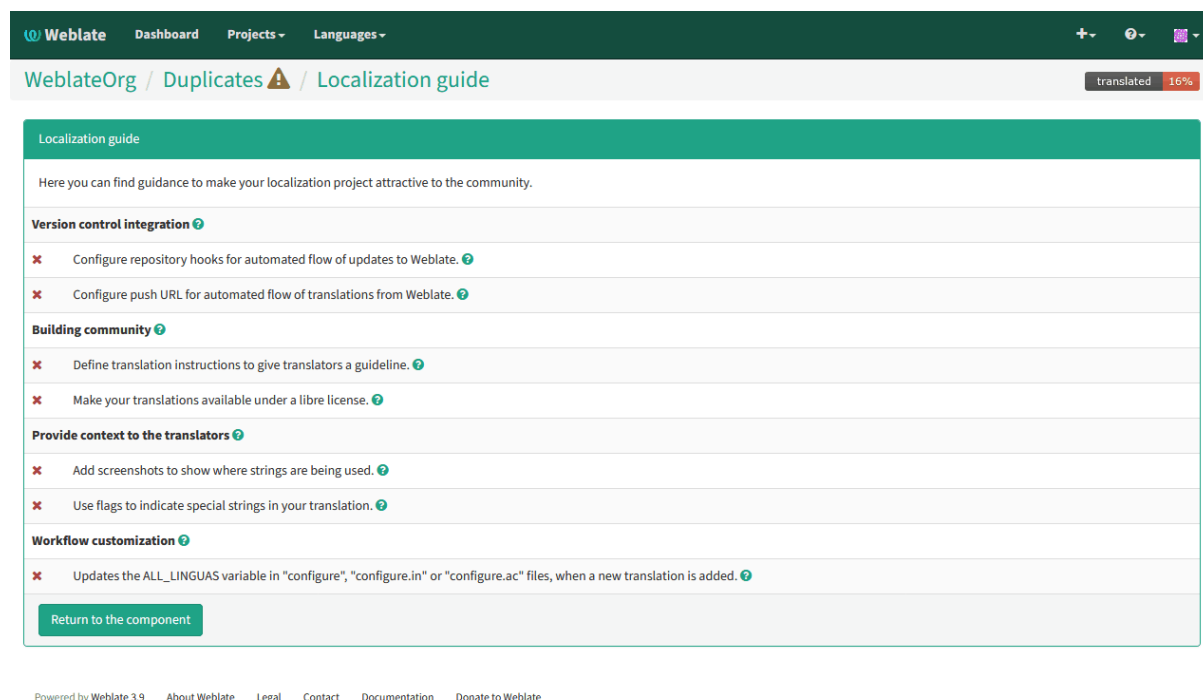 Weblate Dashboard Projects Languages
WeblateOrg / Duplicates / Localization guide translated 16%
Localization guide
Here you can find guidance to make your localization project attractive to the community.
Version control integration
Configure repository hooks for automated flow of updates to Weblate.
Configure push URL for automated flow of translations from Weblate.
Building community
Define translation instructions to give translators a guideline.
Make your translations available under a libre license.
Provide context to the translators
Add screenshots to show where strings are being used.
Use flags to indicate special strings in your translation.
Workflow customization
Updates the ALL_LINGUAS variable in "configure", "configure.in" or "configure.ac" files, when a new translation is added.
Return to the component
Powered by Weblate 3.9 About Weblate Legal Contact Documentation Donate to Weblate